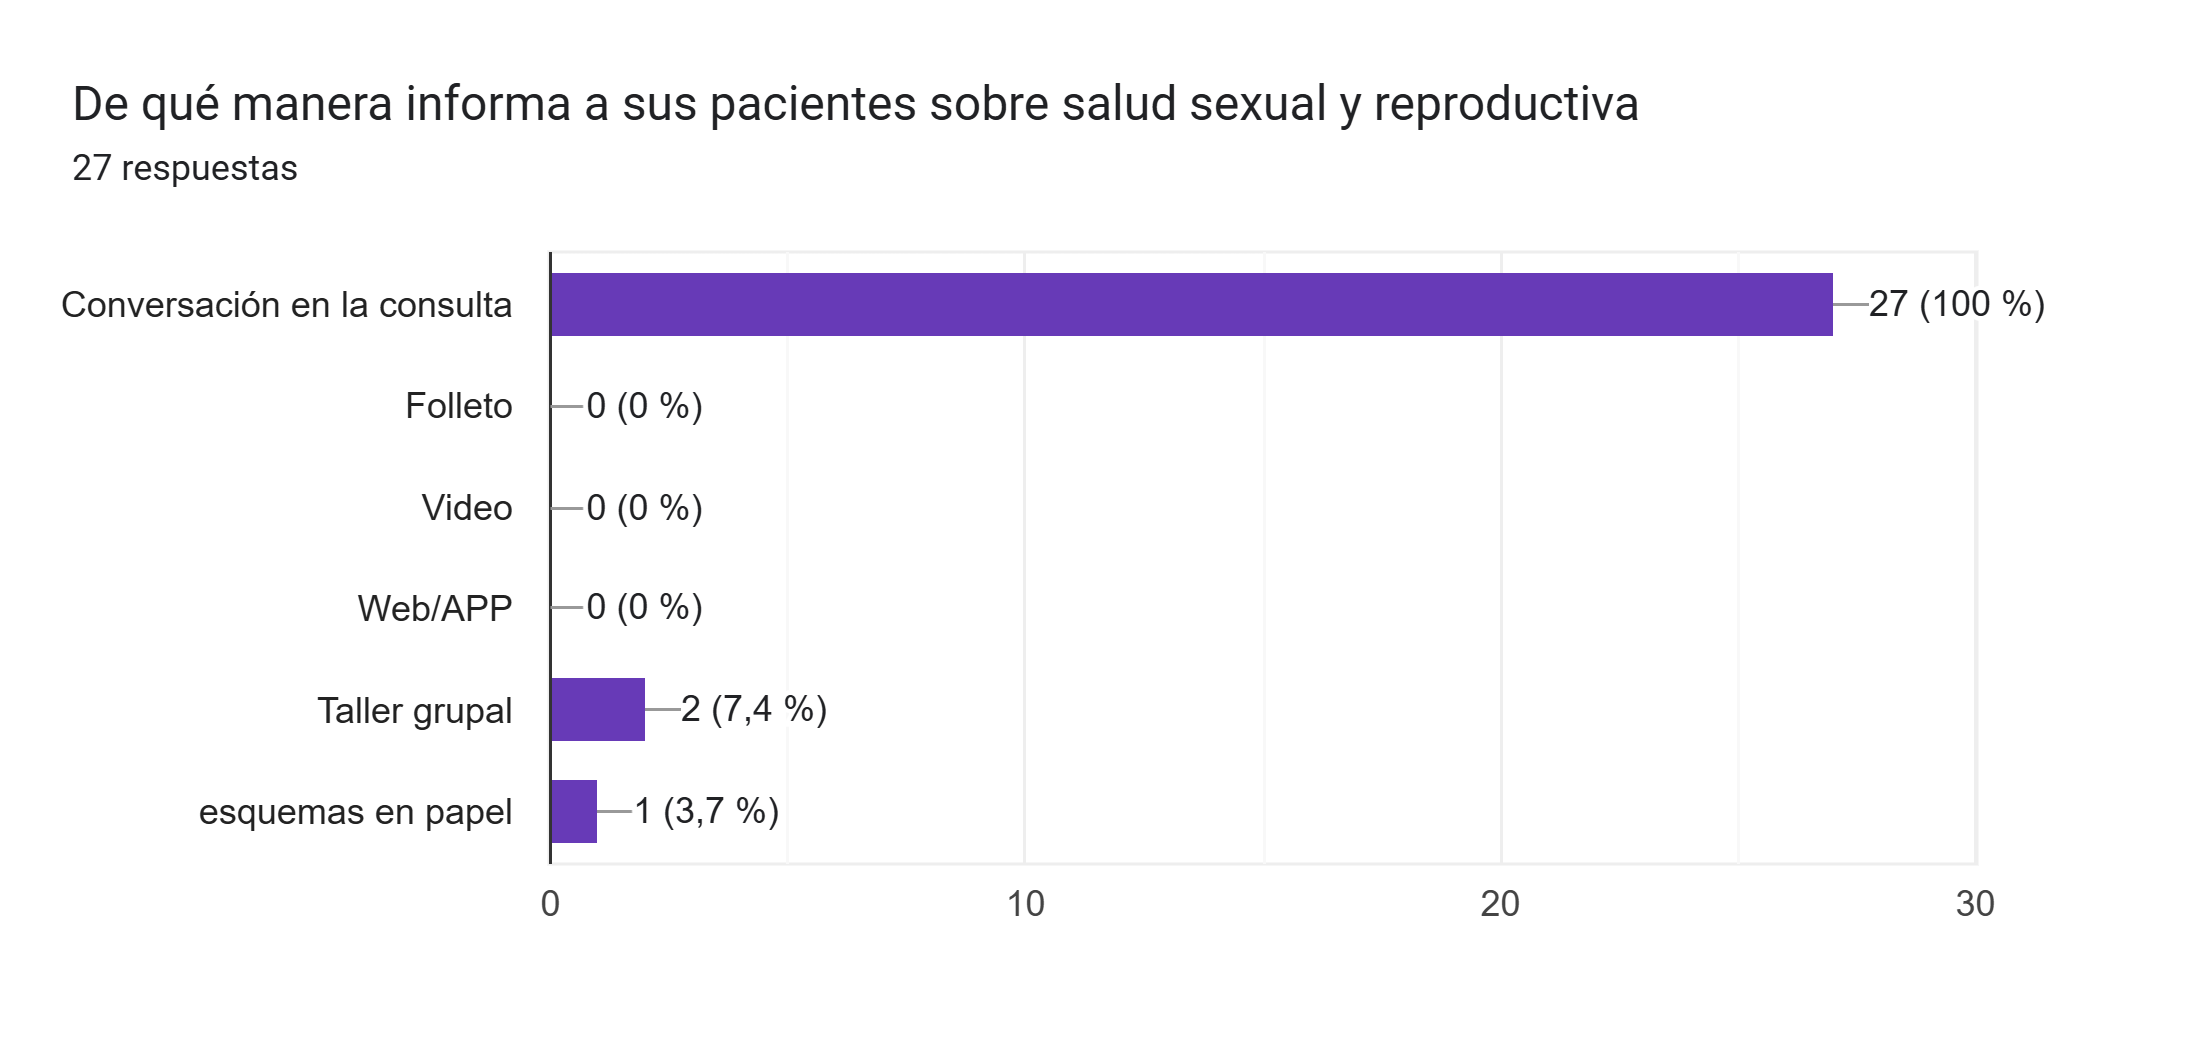 De qué manera informa a sus pacientes sobre salud sexual y reproductiva
27 respuestas
Conversación en la consulta 27 (100 %)
Folleto 0 (0 %)
Video 0 (0 %)
Web/APP 0 (0 %)
Taller grupal 2 (7,4 %)
esquemas en papel 1 (3,7 %)
0 10 20 30